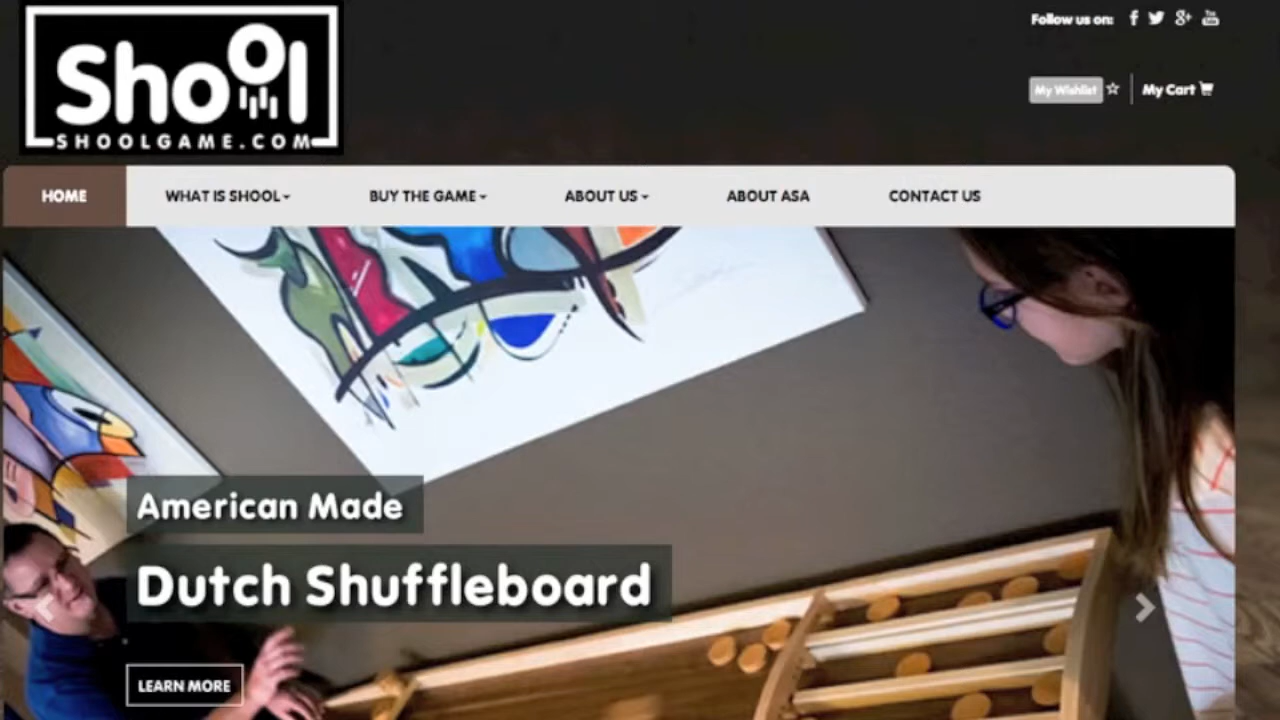 Shool
SHOOLGAME.COM
Follow us on:
My Wishlist
My Cart
HOME
WHAT IS SHOOL
BUY THE GAME
ABOUT US
ABOUT ASA
CONTACT US
American Made
Dutch Shuffleboard
LEARN MORE